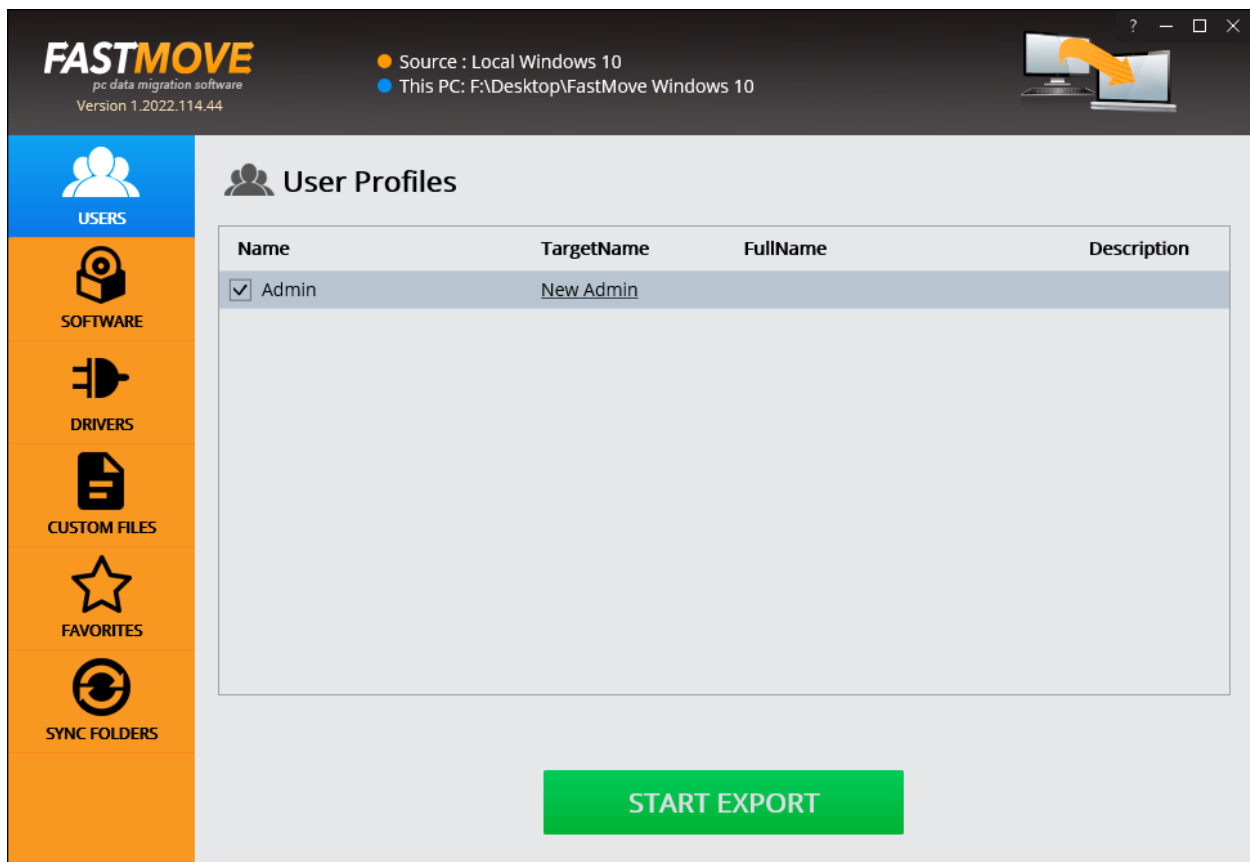 FASTMOVE
pc data migration software
Version 1.2022.114.44
Source : Local Windows 10
This PC: F:\Desktop\FastMove Windows 10
?
USERS
SOFTWARE
DRIVERS
CUSTOM FILES
FAVORITES
SYNC FOLDERS
User Profiles
Name TargetName FullName Description
Admin New Admin
START EXPORT